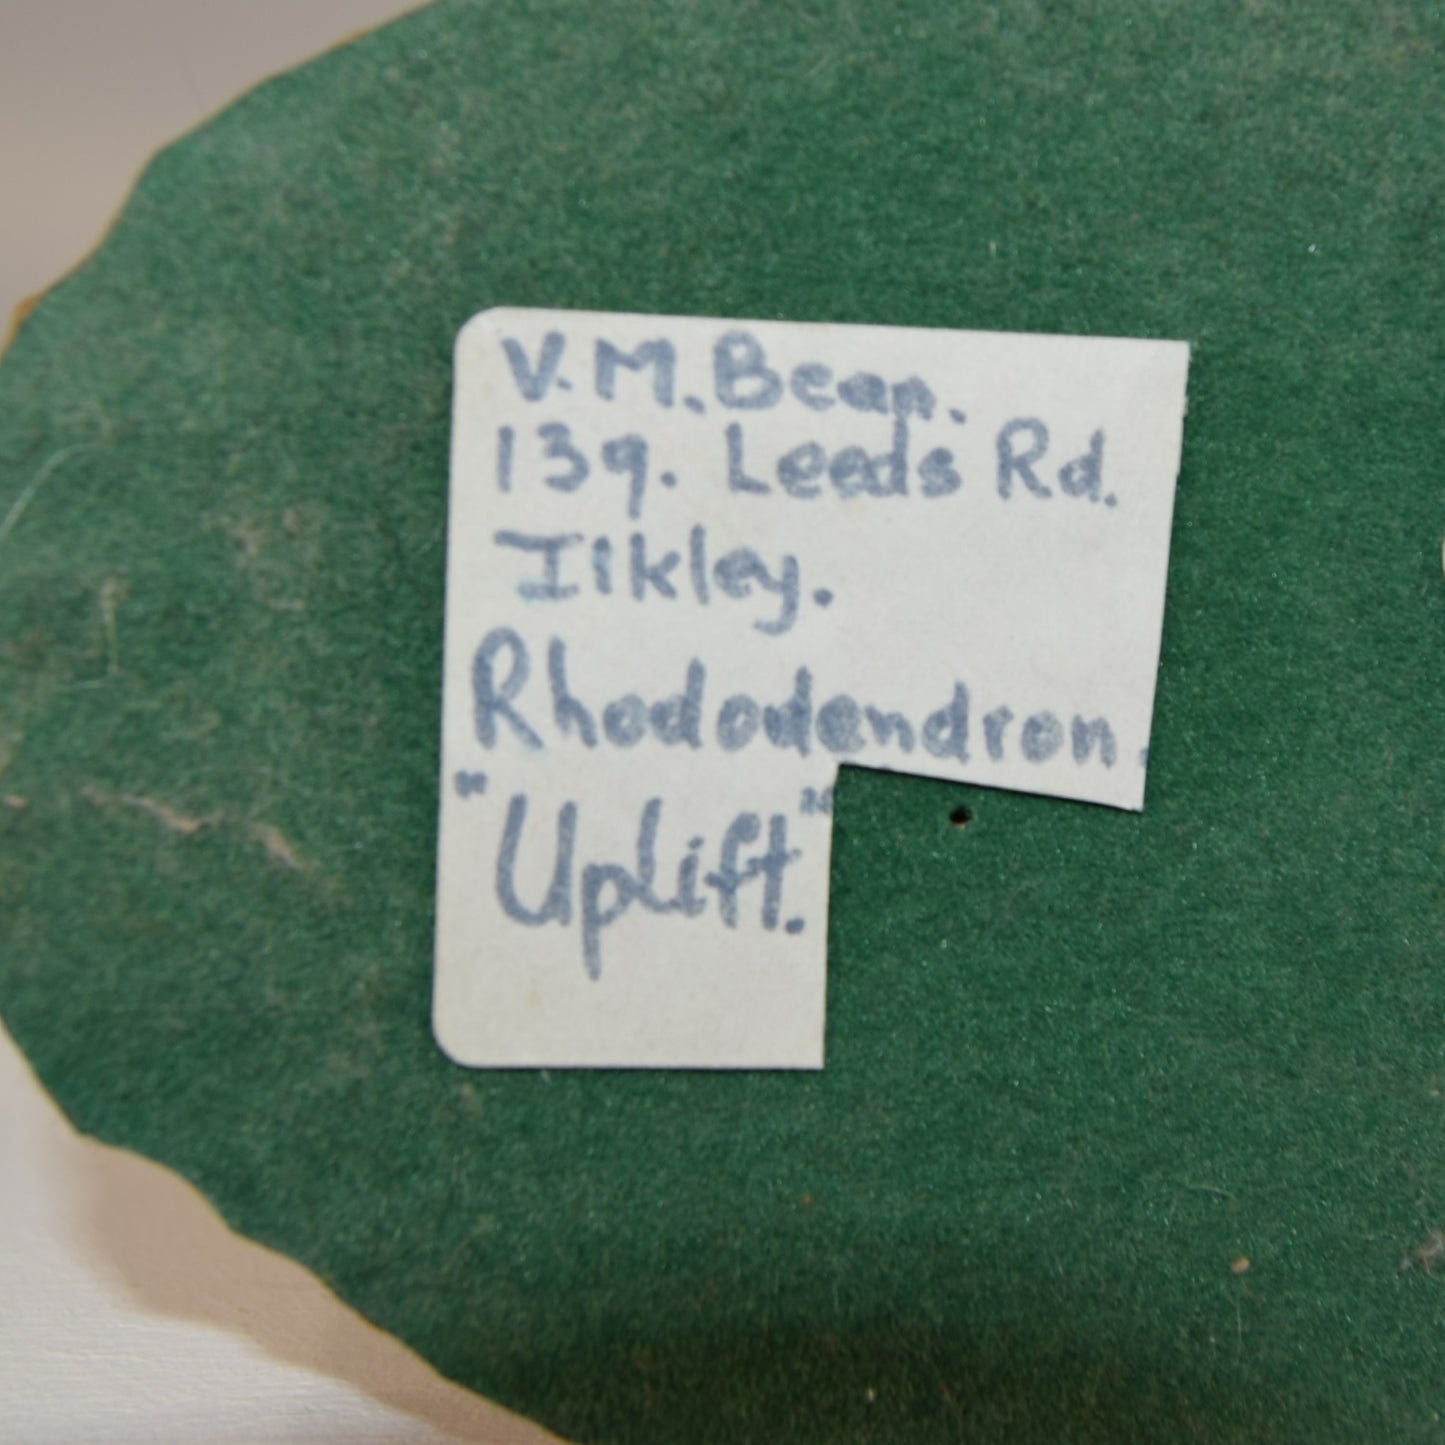 V.M.Bean.
139. Leeds Rd.
Ilkley.
Rhododendron.
"Uplift."